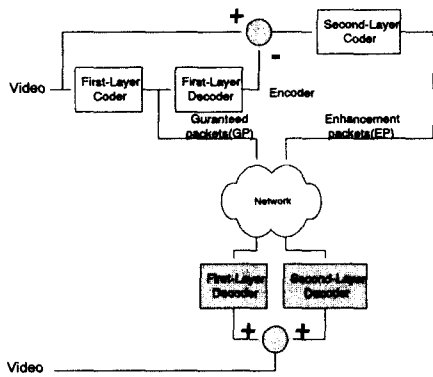 +
Second-Layer
Coder
-
Video
First-Layer
Coder
First-Layer
Decoder
Encoder
Guranteed
packets(GP)
Enhancement
packets(EP)
Network
First-Layer
Decoder
Second-Layer
Decoder
+
+
Video